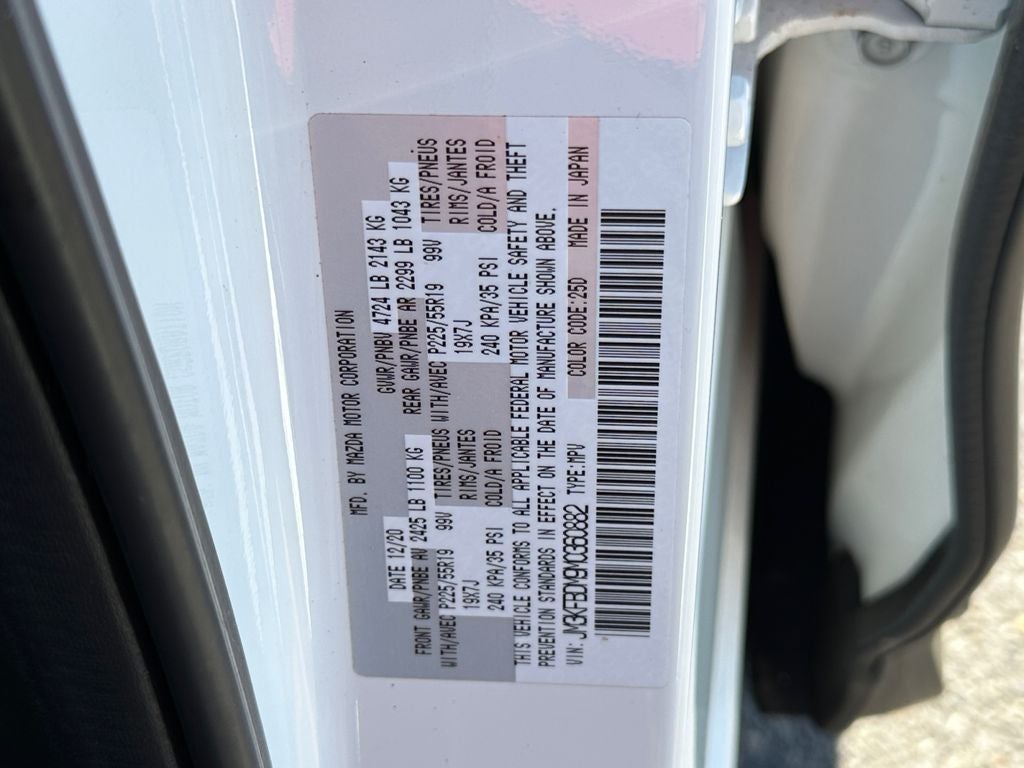 MFD. BY MAZDA MOTOR CORPORATION
DATE 12/20 GVWR/PNBV 4724 LB 2143 KG
FRONT GAWR/PNBE AV 2425 LB 1100 KG REAR GAWR/PNBE AR 2299 LB 1043 KG
WITH/AVEC P225/55R19 99V TIRES/PNEUS WITH/AVEC P225/55R19 99V TIRES/PNEUS
19X7J RIMS/JANTES 19X7J RIMS/JANTES
240 KPA/35 PSI COLD/A FROID 240 KPA/35 PSI COLD/A FROID
THIS VEHICLE CONFORMS TO ALL APPLICABLE FEDERAL MOTOR VEHICLE SAFETY AND THEFT
PREVENTION STANDARDS IN EFFECT ON THE DATE OF MANUFACTURE SHOWN ABOVE.
VIN: JM3KFBDM9M0360882 TYPE:MPV COLOR CODE:25D MADE IN JAPAN